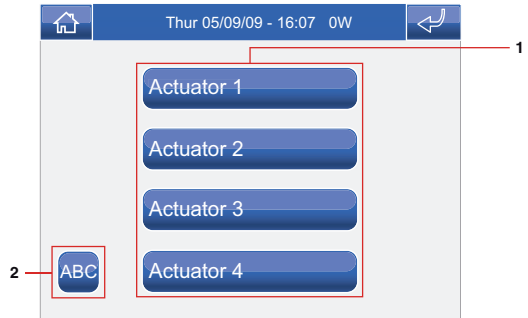 Thur 05/09/09 - 16:07 0W
1
Actuator 1
Actuator 2
Actuator 3
2
ABC
Actuator 4